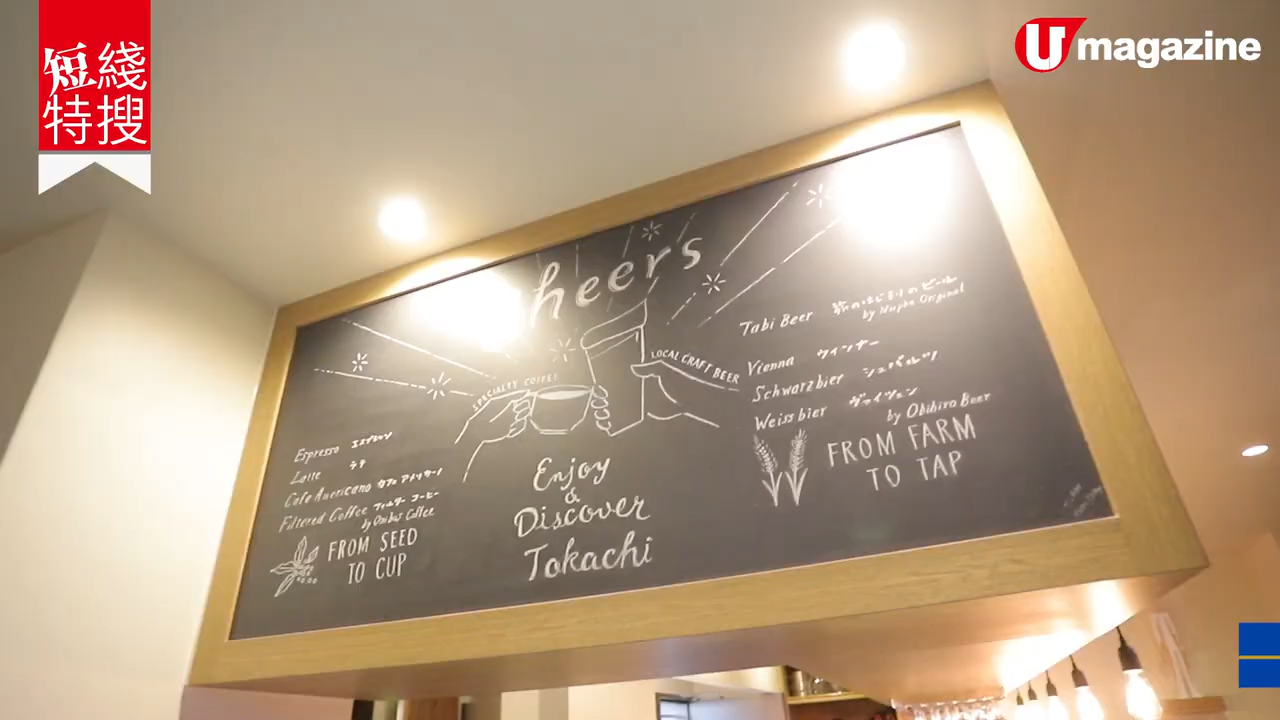 短綫
特搜
U magazine
heers
SPECIALTY COFFEE
LOCAL CRAFT BEER
Enjoy
&
Discover
Tokachi
Espresso エスプレッソ
Latte ラテ
Cafe Americano カフェ アメリカーノ
Filtered Coffee フィルター コーヒー
by Onibus Coffee
FROM SEED
TO CUP
Tabi Beer 旅のはじまりのビール
by Nupka Original
Vienna ウィンナー
Schwarzbier シュバルツ
Weissbier ヴァイツェン
by Obihiro Beer
FROM FARM
TO TAP